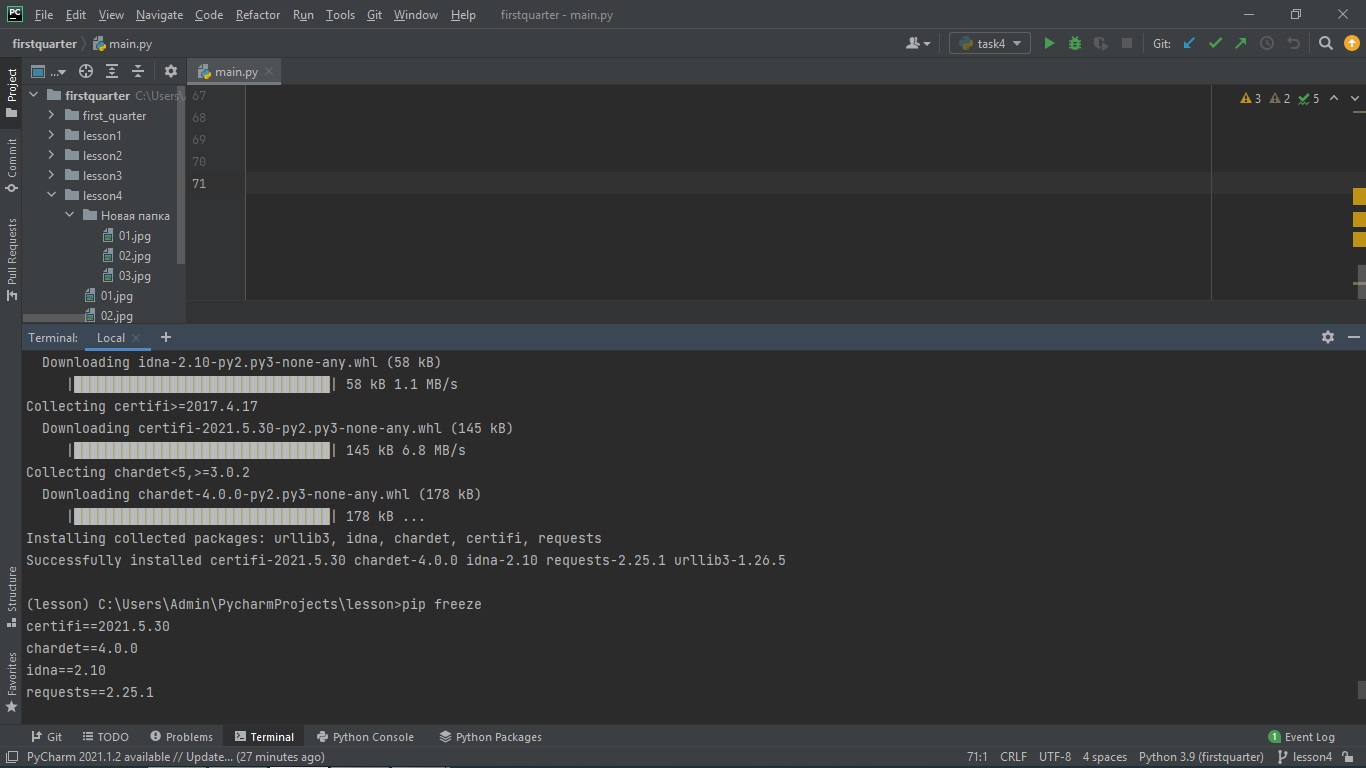 PC File Edit View Navigate Code Refactor Run Tools Git Window Help firstquarter - main.py
firstquarter main.py task4 Git:
... main.py
Project
Commit
Pull Requests
Structure
Favorites
firstquarter C:\Users\
first_quarter
lesson1
lesson2
lesson3
lesson4
Новая папка
01.jpg
02.jpg
03.jpg
01.jpg
02.jpg
67
68
69
70
71
3 2 5
Terminal: Local +
Downloading idna-2.10-py2.py3-none-any.whl (58 kB)
|████████████████████████████████| 58 kB 1.1 MB/s
Collecting certifi>=2017.4.17
Downloading certifi-2021.5.30-py2.py3-none-any.whl (145 kB)
|████████████████████████████████| 145 kB 6.8 MB/s
Collecting chardet<5,>=3.0.2
Downloading chardet-4.0.0-py2.py3-none-any.whl (178 kB)
|████████████████████████████████| 178 kB ...
Installing collected packages: urllib3, idna, chardet, certifi, requests
Successfully installed certifi-2021.5.30 chardet-4.0.0 idna-2.10 requests-2.25.1 urllib3-1.26.5
(lesson) C:\Users\Admin\PycharmProjects\lesson>pip freeze
certifi==2021.5.30
chardet==4.0.0
idna==2.10
requests==2.25.1
Git TODO Problems Terminal Python Console Python Packages 1 Event Log
PyCharm 2021.1.2 available // Update... (27 minutes ago) 71:1 CRLF UTF-8 4 spaces Python 3.9 (firstquarter) lesson4